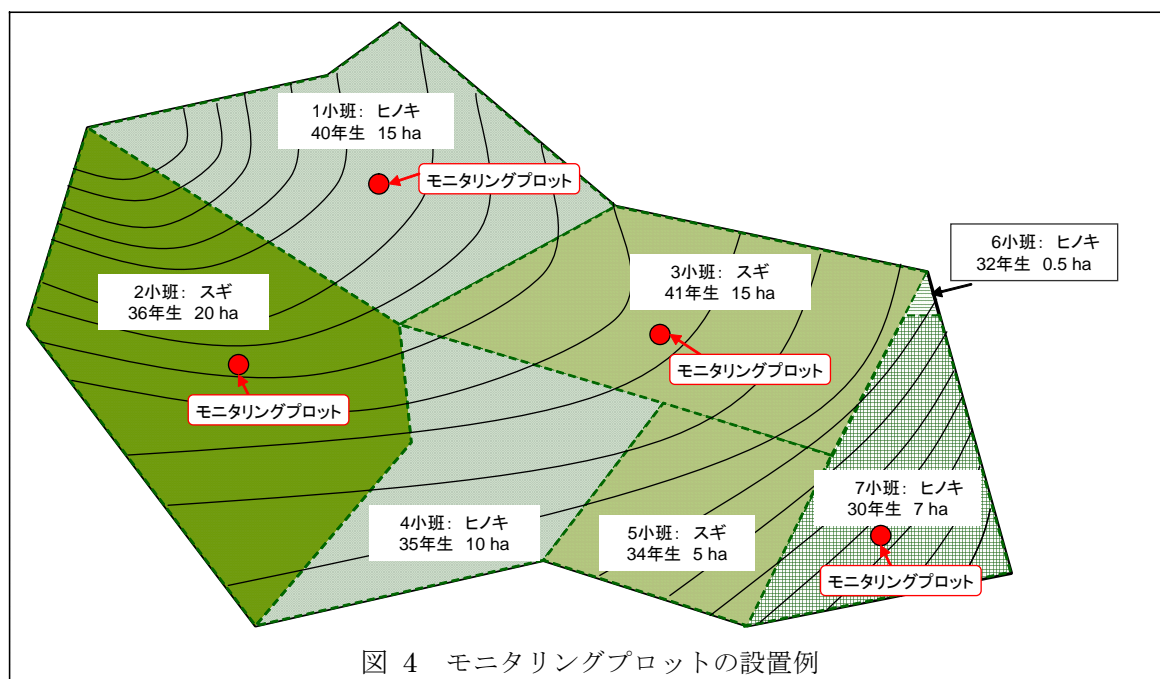 1小班: ヒノキ
40年生 15 ha
モニタリングプロット
6小班: ヒノキ
32年生 0.5 ha
3小班: スギ
41年生 15 ha
2小班: スギ
36年生 20 ha
モニタリングプロット
モニタリングプロット
7小班: ヒノキ
30年生 7 ha
4小班: ヒノキ
35年生 10 ha
5小班: スギ
34年生 5 ha
モニタリングプロット
図 4 モニタリングプロットの設置例